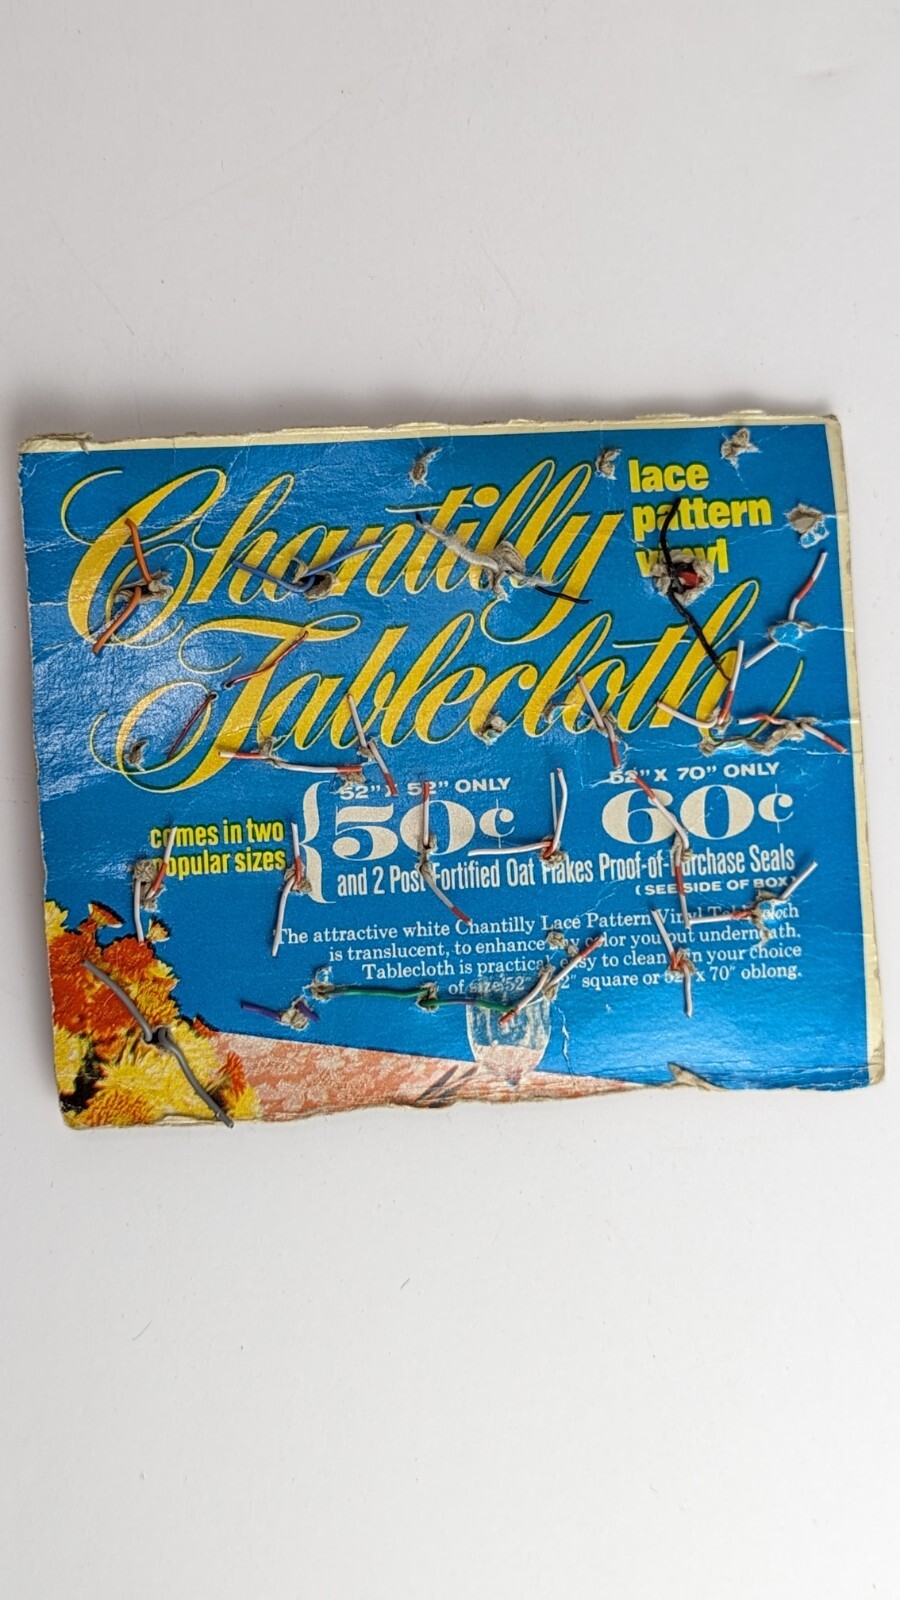 Chantilly
lace
pattern
vinyl
Tablecloth
comes in two
popular sizes
52" X 52" ONLY
50¢
52" X 70" ONLY
60¢
and 2 Post Fortified Oat Flakes Proof-of-Purchase Seals
(SEE SIDE OF BOX)
The attractive white Chantilly Lace Pattern Vinyl Tablecloth
is translucent, to enhance any color you put underneath.
Tablecloth is practical, easy to clean, in your choice
of size 52" 52" square or 52" x 70" oblong.